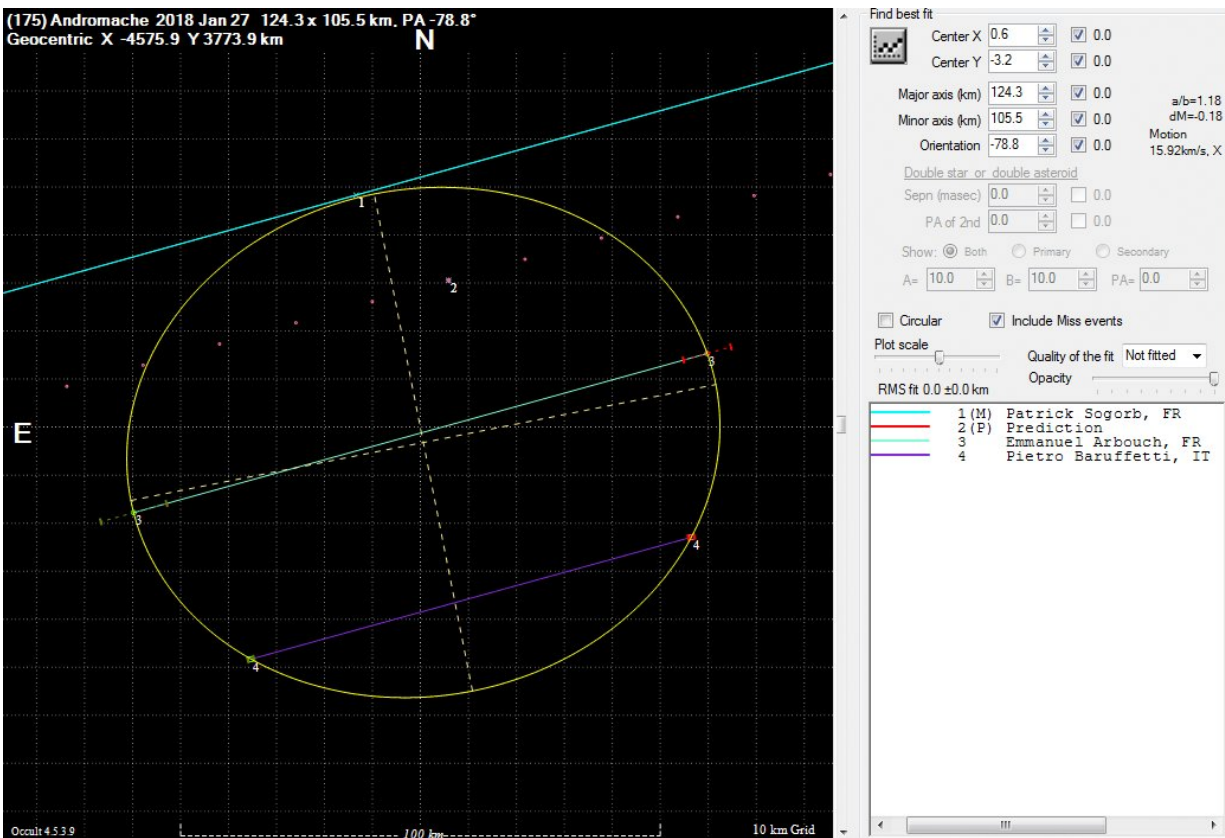 (175) Andromache 2018 Jan 27 124.3 x 105.5 km, PA -78.8°
Geocentric X -4575.9 Y 3773.9 km
N
E
1
2
3
3
4
4
Occult 4.5.3.9
100 km
10 km Grid
Find best fit
Center X 0.6 0.0
Center Y -3.2 0.0
Major axis (km) 124.3 0.0
Minor axis (km) 105.5 0.0
Orientation -78.8 0.0
a/b=1.18
dM=-0.18
Motion
15.92km/s, X
Double star or double asteroid
Sepn (masec) 0.0 0.0
PA of 2nd 0.0 0.0
Show: Both Primary Secondary
A= 10.0 B= 10.0 PA= 0.0
Circular Include Miss events
Plot scale
Quality of the fit Not fitted
Opacity
RMS fit 0.0 ±0.0 km
1(M) Patrick Sogorb, FR
2(P) Prediction
3 Emmanuel Arbouch, FR
4 Pietro Baruffetti, IT